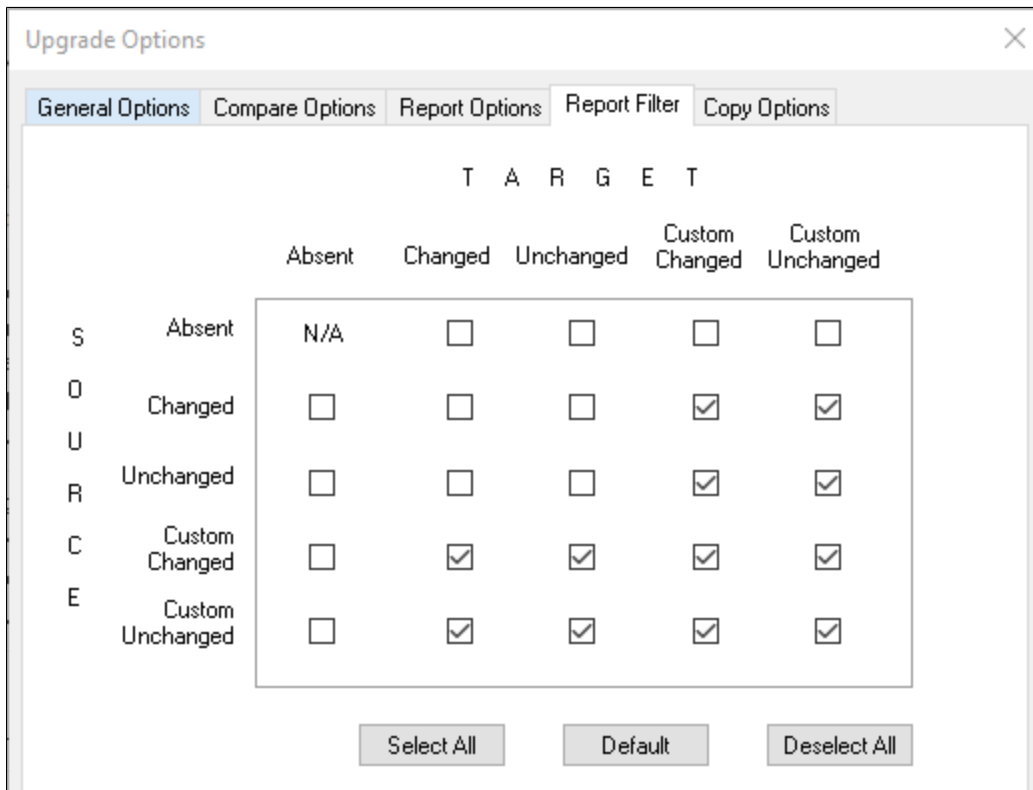 Upgrade Options
General Options Compare Options Report Options Report Filter Copy Options
T A R G E T
Absent Changed Unchanged Custom Changed Custom Unchanged
S
O
U
R
C
E
Absent N/A
Changed
Unchanged
Custom
Changed
Custom
Unchanged
Select All Default Deselect All